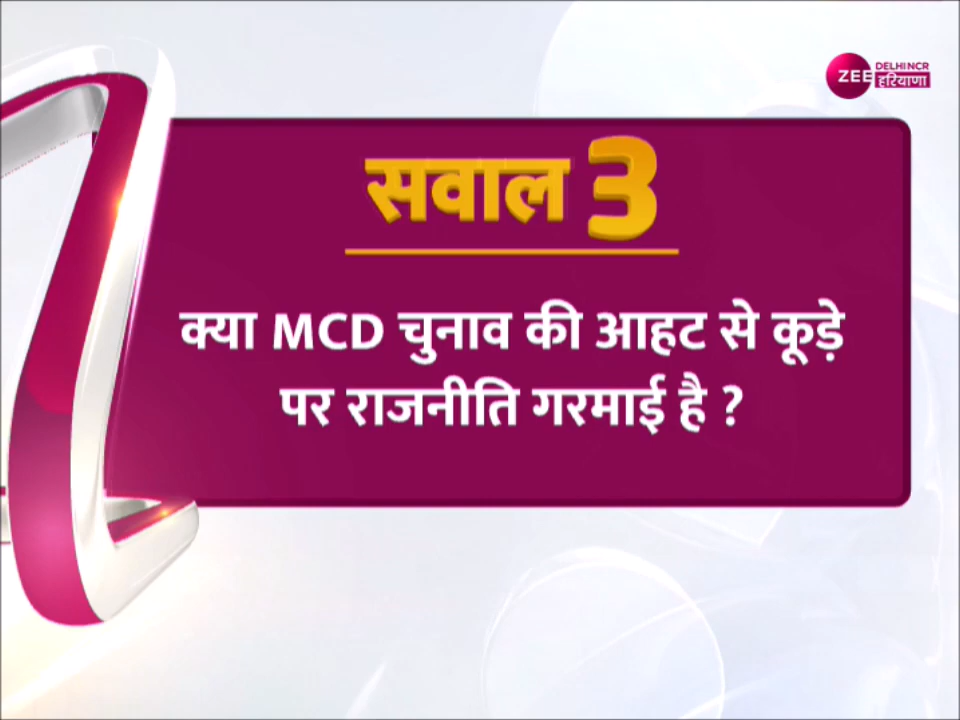 ZEE DELHI NCR
हरियाणा
सवाल 3
क्या MCD चुनाव की आहट से कूड़े
पर राजनीति गरमाई है ?